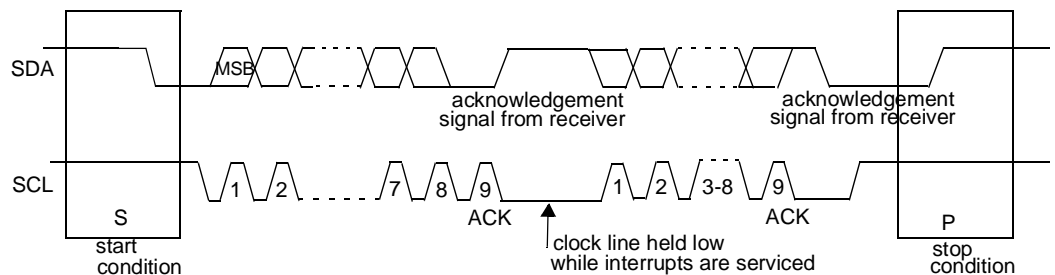 SDA
MSB
acknowledgement
signal from receiver
acknowledgement
signal from receiver
SCL
1
2
7
8
9
1
2
3-8
9
ACK
ACK
S
P
start
condition
clock line held low
while interrupts are serviced
stop
condition